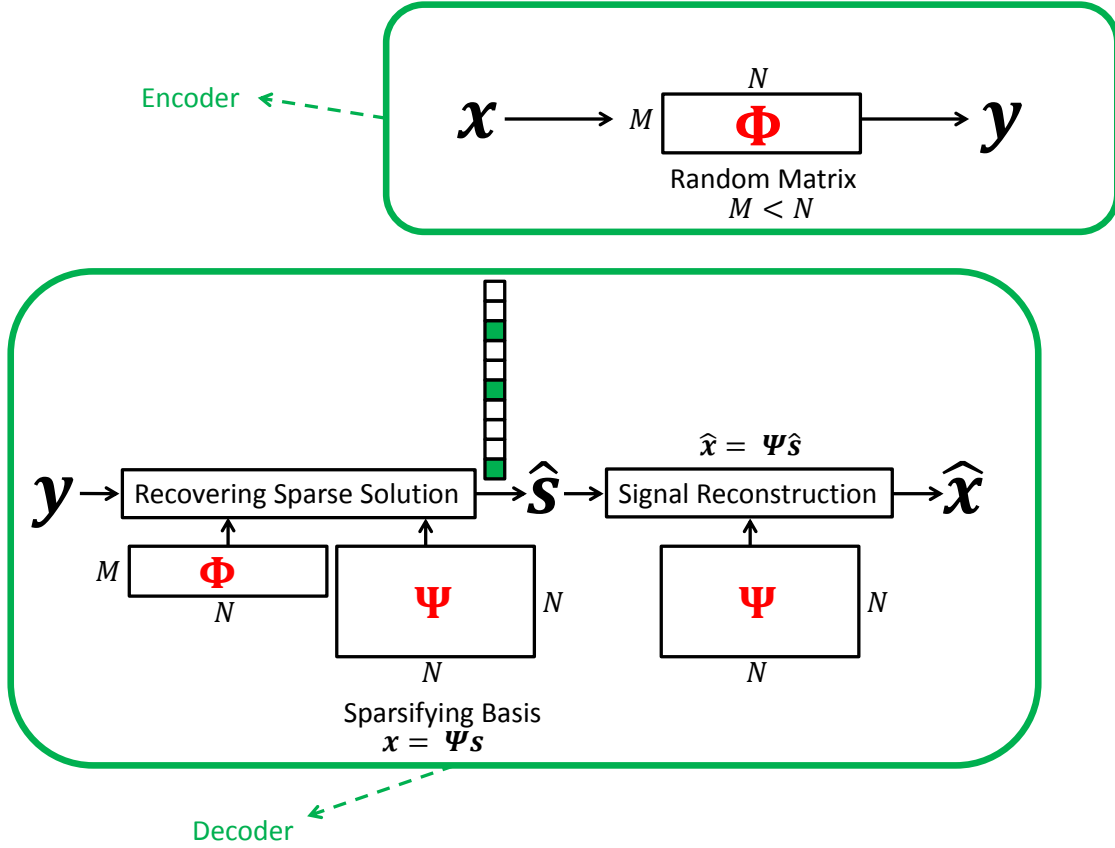 N
Encoder
x
M
Φ
y
Random Matrix
M < N
x̂ = Ψŝ
y
Recovering Sparse Solution
ŝ
Signal Reconstruction
x̂
M
Φ
N
Ψ
N
N
Ψ
N
N
Sparsifying Basis
x = Ψs
Decoder